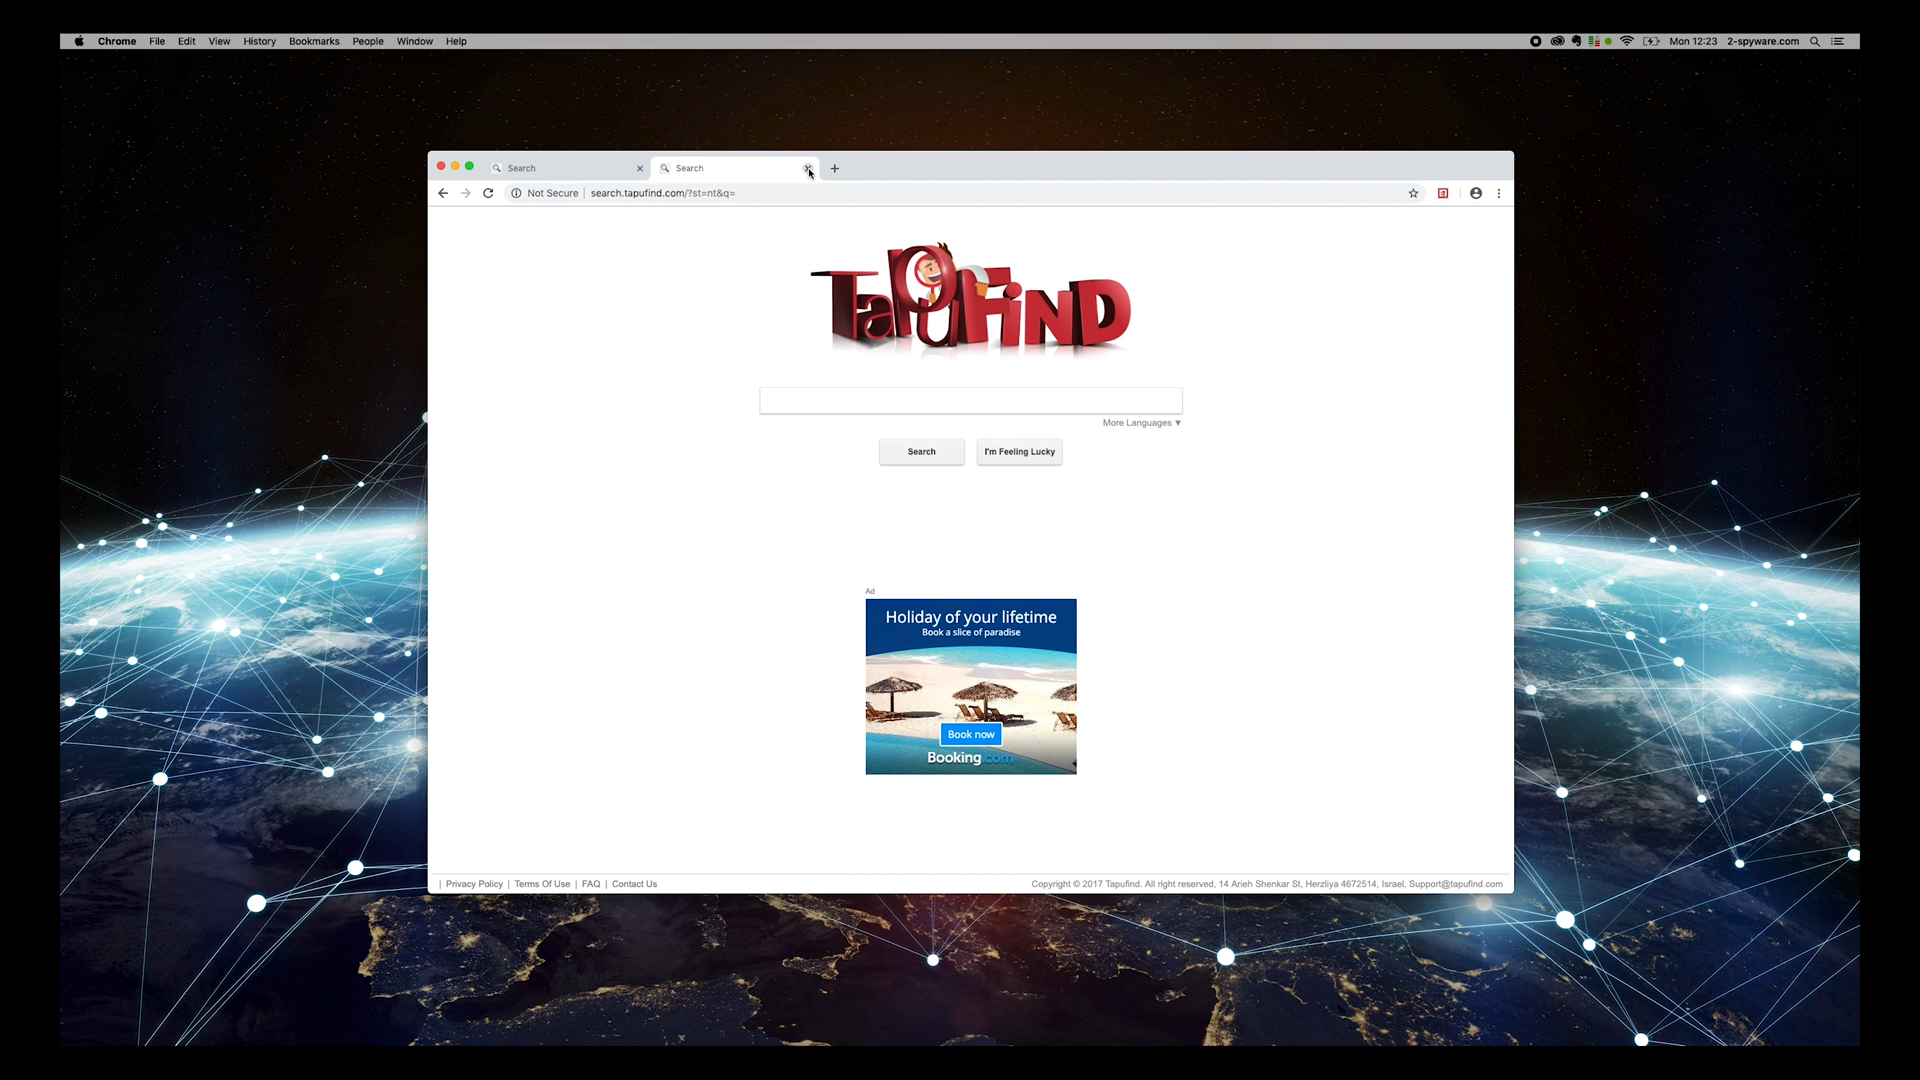 Chrome File Edit View History Bookmarks People Window Help
Mon 12:23 2-spyware.com
Search
Search
Not Secure search.tapufind.com/?st=nt&q=
TapuFind
More Languages ▼
Search
I'm Feeling Lucky
Ad
Holiday of your lifetime
Book a slice of paradise
Book now
Booking.com
| Privacy Policy | Terms Of Use | FAQ | Contact Us
Copyright © 2017 Tapufind. All right reserved, 14 Arieh Shenkar St, Herzliya 4672514, Israel, Support@tapufind.com